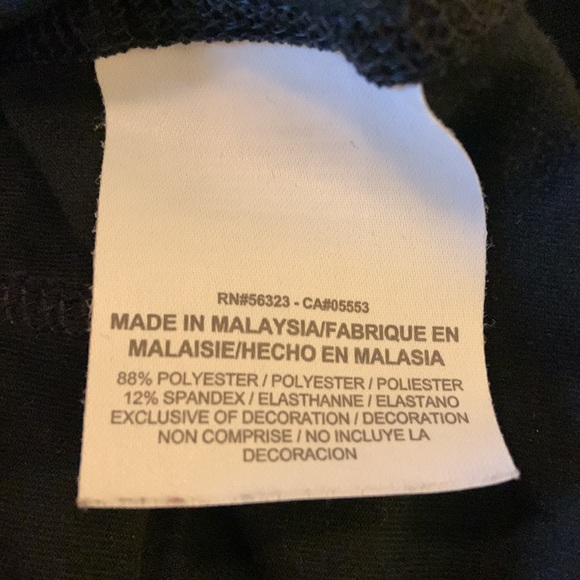 RN#56323 - CA#05553
MADE IN MALAYSIA/FABRIQUE EN
MALAISIE/HECHO EN MALASIA
88% POLYESTER / POLYESTER / POLIESTER
12% SPANDEX / ELASTHANNE / ELASTANO
EXCLUSIVE OF DECORATION / DECORATION
NON COMPRISE / NO INCLUYE LA
DECORACION